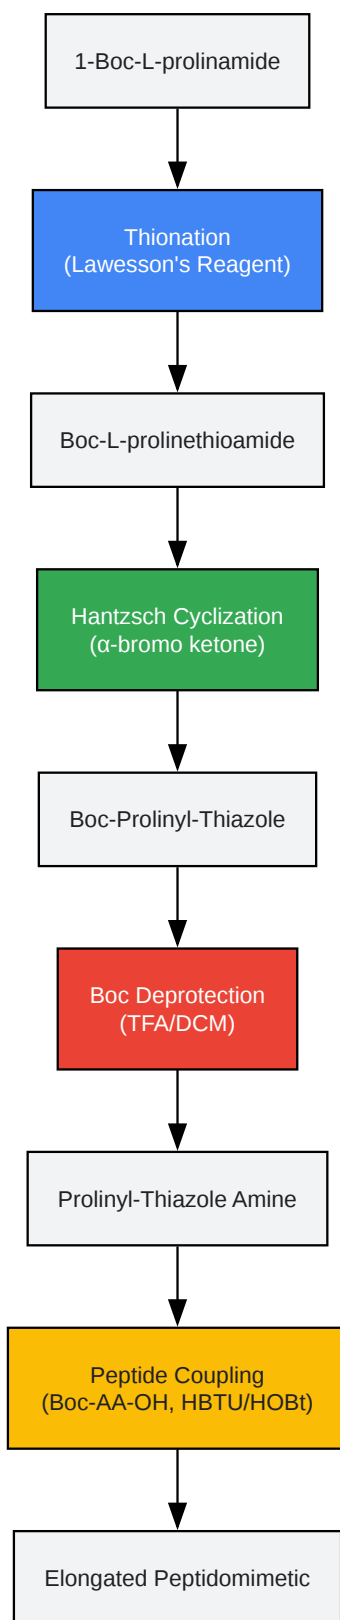 1-Boc-L-prolinamide
Thionation
(Lawesson's Reagent)
Boc-L-prolinethioamide
Hantzsch Cyclization
(α-bromo ketone)
Boc-Prolinyl-Thiazole
Boc Deprotection
(TFA/DCM)
Prolinyl-Thiazole Amine
Peptide Coupling
(Boc-AA-OH, HBTU/HOBt)
Elongated Peptidomimetic